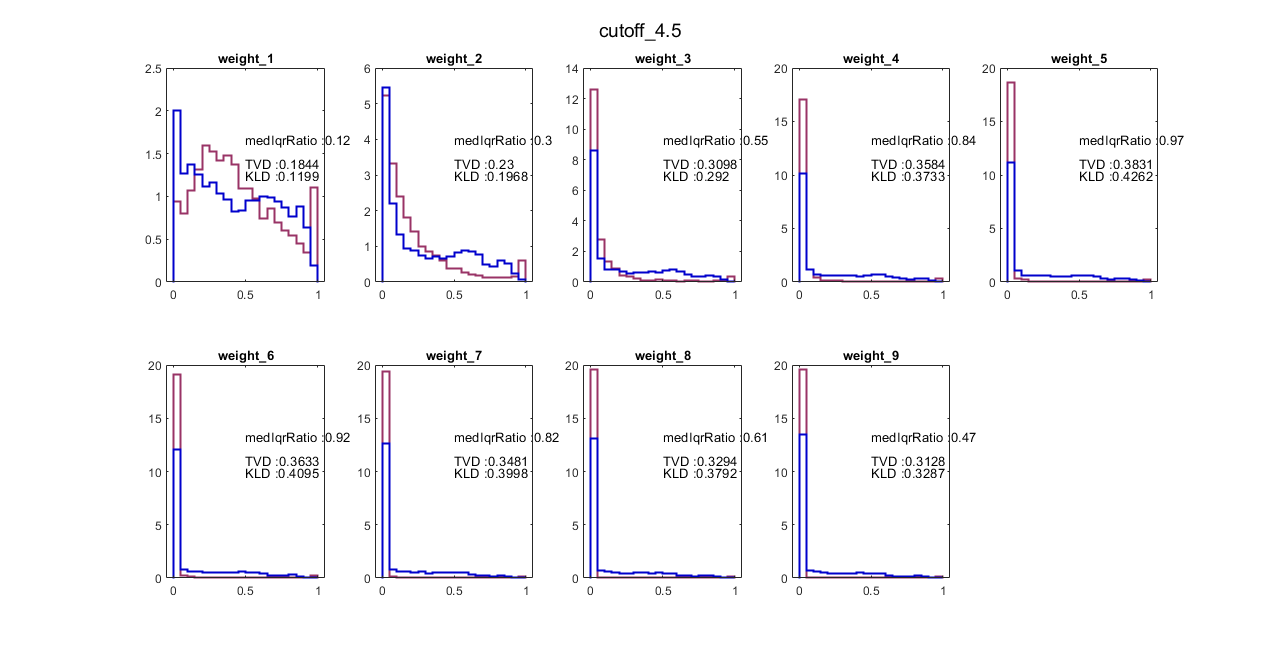 cutoff_4.5
weight_1
2.5
2
1.5
1
0.5
0
0
0.5
1
medIqrRatio :0.12
TVD :0.1844
KLD :0.1199
weight_2
6
5
4
3
2
1
0
0
0.5
1
medIqrRatio :0.3
TVD :0.23
KLD :0.1968
weight_3
14
12
10
8
6
4
2
0
0
0.5
1
medIqrRatio :0.55
TVD :0.3098
KLD :0.292
weight_4
20
15
10
5
0
0
0.5
1
medIqrRatio :0.84
TVD :0.3584
KLD :0.3733
weight_5
20
15
10
5
0
0
0.5
1
medIqrRatio :0.97
TVD :0.3831
KLD :0.4262
weight_6
20
15
10
5
0
0
0.5
1
medIqrRatio :0.92
TVD :0.3633
KLD :0.4095
weight_7
20
15
10
5
0
0
0.5
1
medIqrRatio :0.82
TVD :0.3481
KLD :0.3998
weight_8
20
15
10
5
0
0
0.5
1
medIqrRatio :0.61
TVD :0.3294
KLD :0.3792
weight_9
20
15
10
5
0
0
0.5
1
medIqrRatio :0.47
TVD :0.3128
KLD :0.3287